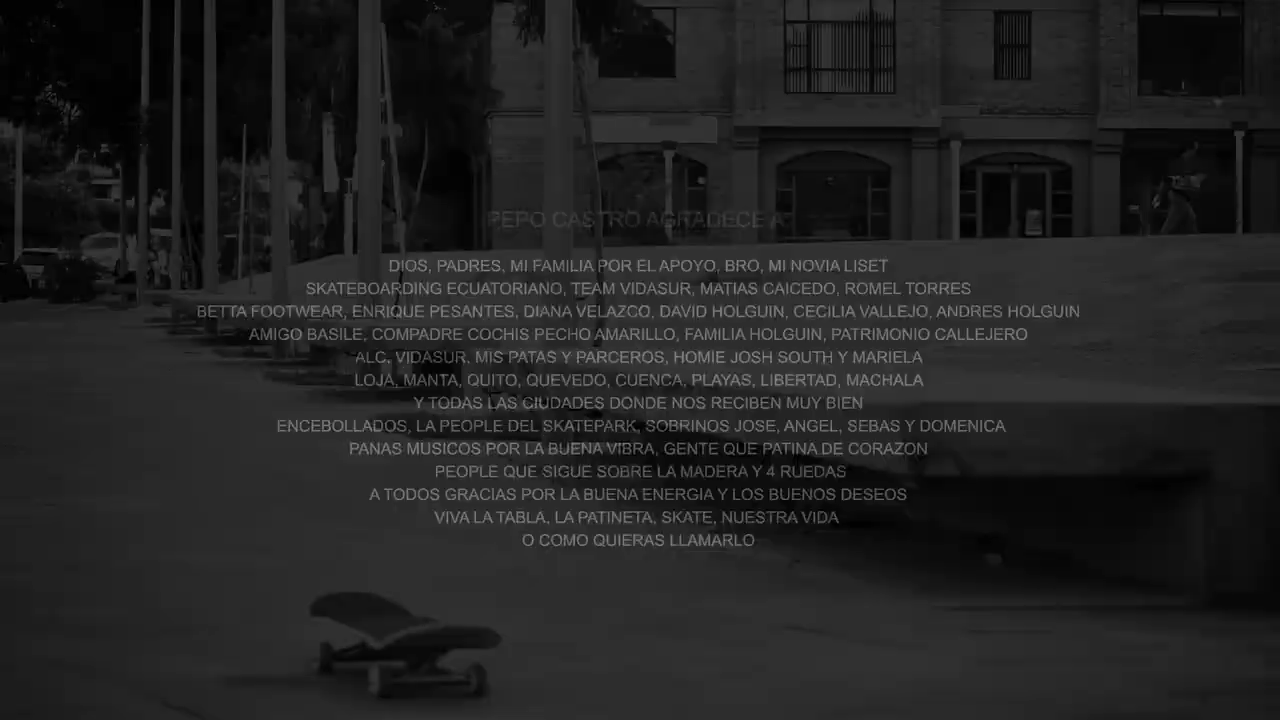 PEPO CASTRO AGRADECE A
DIOS, PADRES, MI FAMILIA POR EL APOYO, BRO, MI NOVIA LISET
SKATEBOARDING ECUATORIANO, TEAM VIDASUR, MATIAS CAICEDO, ROMEL TORRES
BETTA FOOTWEAR, ENRIQUE PESANTES, DIANA VELAZCO, DAVID HOLGUIN, CECILIA VALLEJO, ANDRES HOLGUIN
AMIGO BASILE, COMPADRE COCHIS PECHO AMARILLO, FAMILIA HOLGUIN, PATRIMONIO CALLEJERO
ALC, VIDASUR, MIS PATAS Y PARCEROS, HOMIE JOSH SOUTH Y MARIELA
LOJA, MANTA, QUITO, QUEVEDO, CUENCA, PLAYAS, LIBERTAD, MACHALA
Y TODAS LAS CIUDADES DONDE NOS RECIBEN MUY BIEN
ENCEBOLLADOS, LA PEOPLE DEL SKATEPARK, SOBRINOS JOSE, ANGEL, SEBAS Y DOMENICA
PANAS MUSICOS POR LA BUENA VIBRA, GENTE QUE PATINA DE CORAZON
PEOPLE QUE SIGUE SOBRE LA MADERA Y 4 RUEDAS
A TODOS GRACIAS POR LA BUENA ENERGIA Y LOS BUENOS DESEOS
VIVA LA TABLA, LA PATINETA, SKATE, NUESTRA VIDA
O COMO QUIERAS LLAMARLO